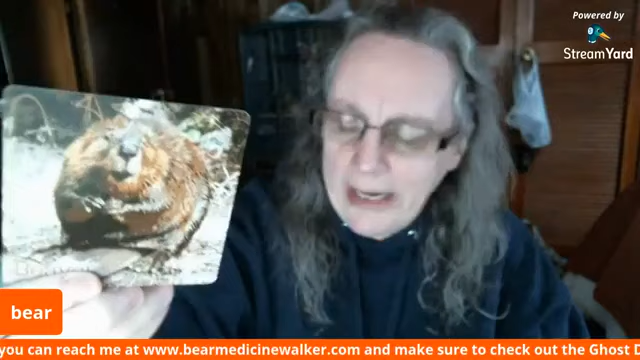 Powered by
StreamYard
bear
you can reach me at www.bearmedicinewalker.com and make sure to check out the Ghost D